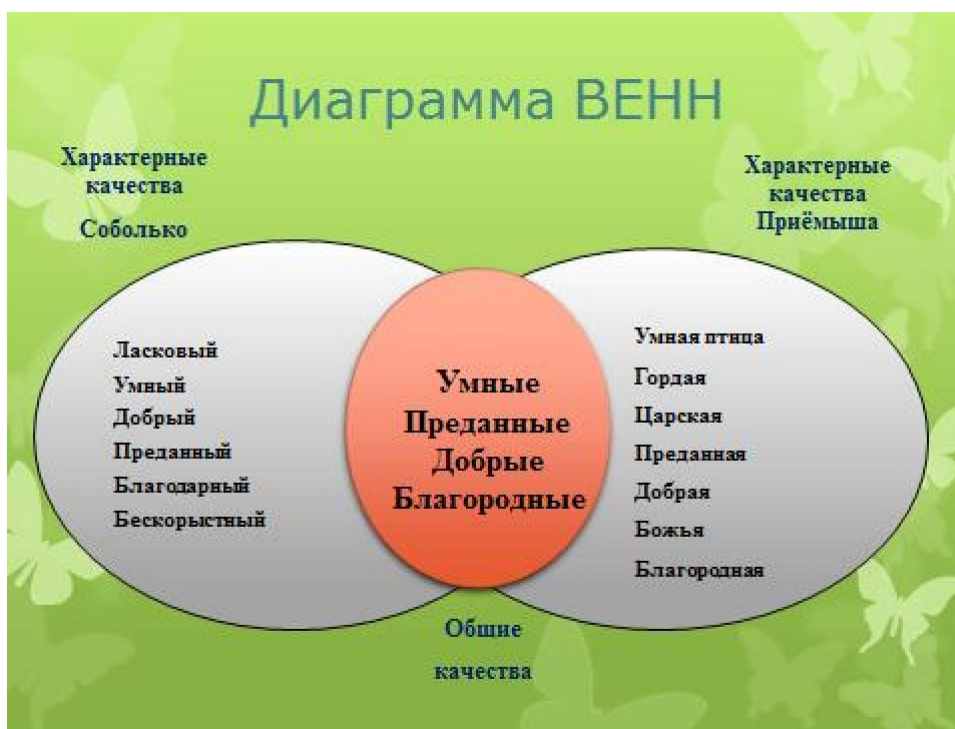 Диаграмма ВЕНН
Характерные
качества
Соболько
Характерные
качества
Приёмыша
Ласковый
Умный
Добрый
Преданный
Благодарный
Бескорыстный
Умные
Преданные
Добрые
Благородные
Умная птица
Гордая
Царская
Преданная
Добрая
Божья
Благородная
Общие
качества